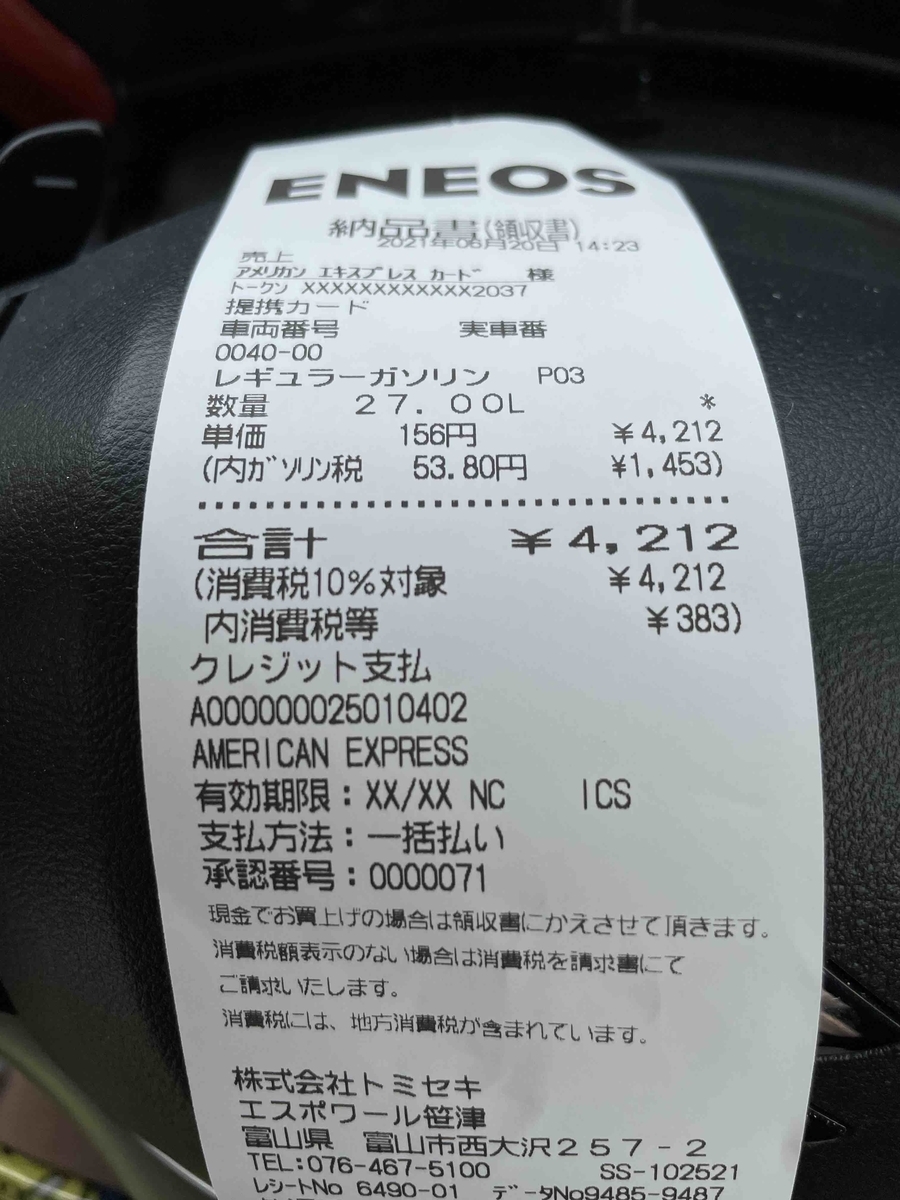 ENEOS
納品書(領収書)
2021年06月20日 14:23
売上
アメリカン エキスプレス カード 様
トークン XXXXXXXXXXXX2037
提携カード
車両番号 実車番
0040-00
レギュラーガソリン P03
数量 27.00L *
単価 156円 ¥4,212
(内ガソリン税 53.80円 ¥1,453)
合計 ¥4,212
(消費税10%対象 ¥4,212
内消費税等 ¥383)
クレジット支払
A000000025010402
AMERICAN EXPRESS
有効期限:XX/XX NC ICS
支払方法:一括払い
承認番号:0000071
現金でお買上げの場合は領収書にかえさせて頂きます。
消費税額表示のない場合は消費税を請求書にて
ご請求いたします。
消費税には、地方消費税が含まれています。
株式会社トミセキ
エスポワール笹津
富山県 富山市西大沢257-2
TEL:076-467-5100 SS-102521
レシートNo 6490-01 データNo9485-9487